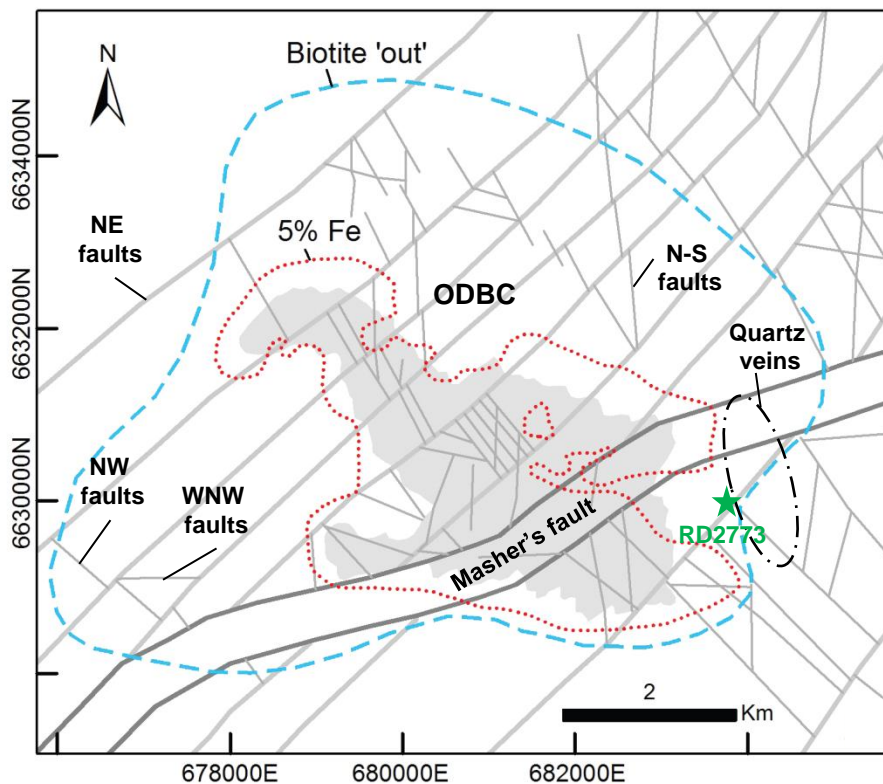 N
Biotite 'out'
6634000N
NE
faults
5% Fe
N-S
faults
ODBC
6632000N
Quartz
veins
NW
faults
WNW
faults
6630000N
Masher's fault
RD2773
2
Km
678000E
680000E
682000E